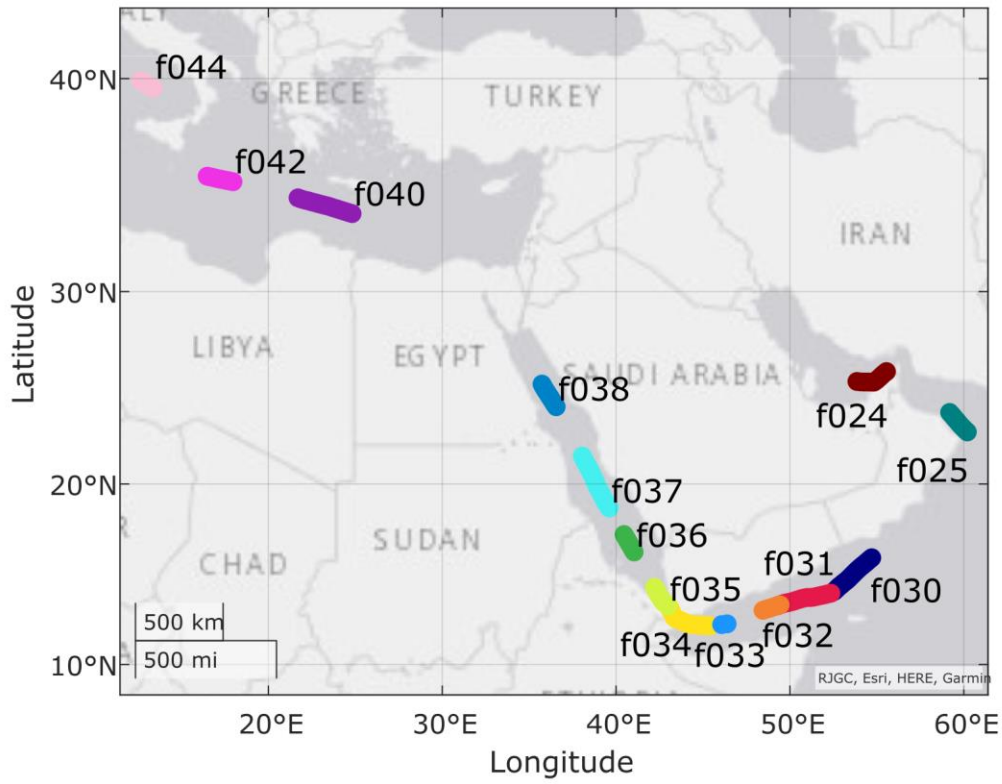 f044
40°N
GREECE
TURKEY
f042
f040
IRAN
30°N
LIBYA
EGYPT
SAUDI ARABIA
f038
f024
f025
20°N
f037
f036
SUDAN
CHAD
f031
f035
f030
500 km
f034
f032
f033
500 mi
10°N
RJGC, Esri, HERE, Garmin
20°E
30°E
40°E
50°E
60°E
Longitude
Latitude